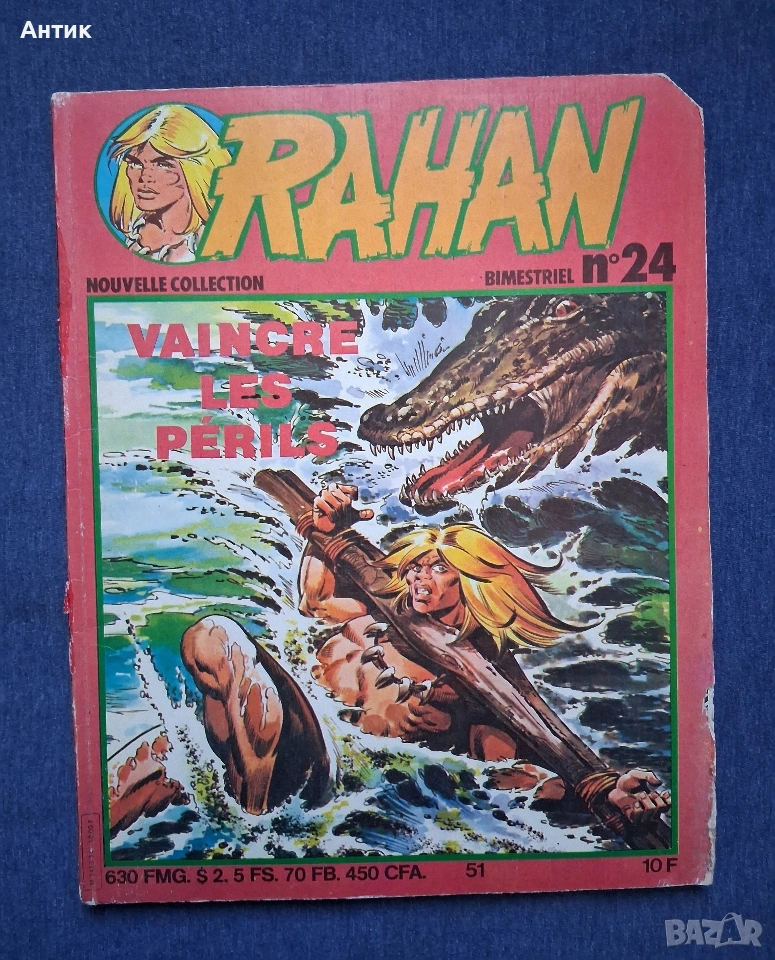 Антик
RAHAN
NOUVELLE COLLECTION
BIMESTRIEL n°24
VAINCRE
LES
PÉRILS
630 FMG. $ 2. 5 FS. 70 FB. 450 CFA. 51 10 F
BAZAR